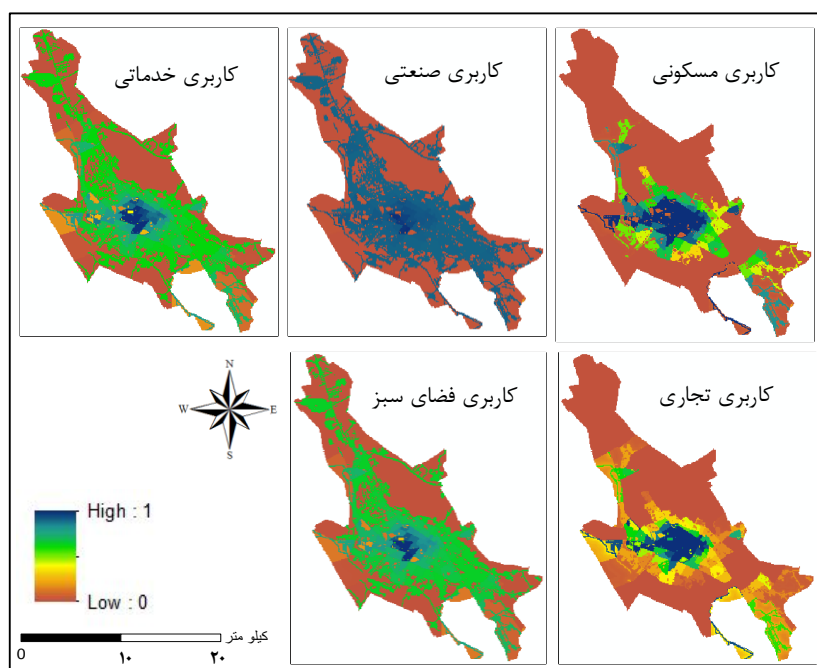 کاربری مسکونی
کاربری صنعتی
کاربری خدماتی
کاربری تجاری
کاربری فضای سبز
N
W E
S
High : 1
Low : 0
کیلو متر
0 ۱۰ ۲۰